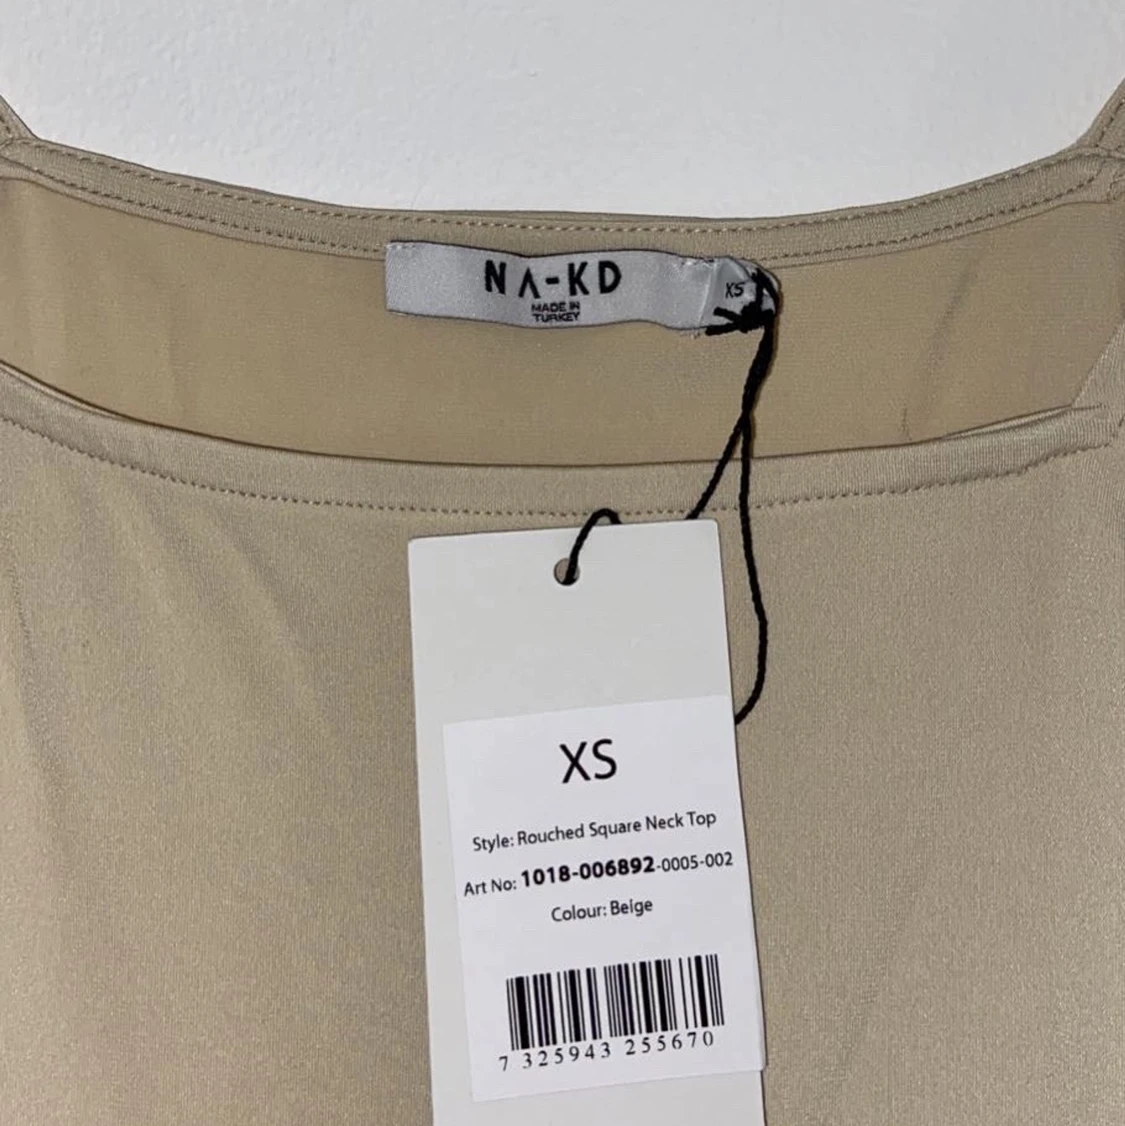 NA-KD
MADE IN
TURKEY
XS
XS
Style: Rouched Square Neck Top
Art No: 1018-006892-0005-002
Colour: Beige
7 325943 255670